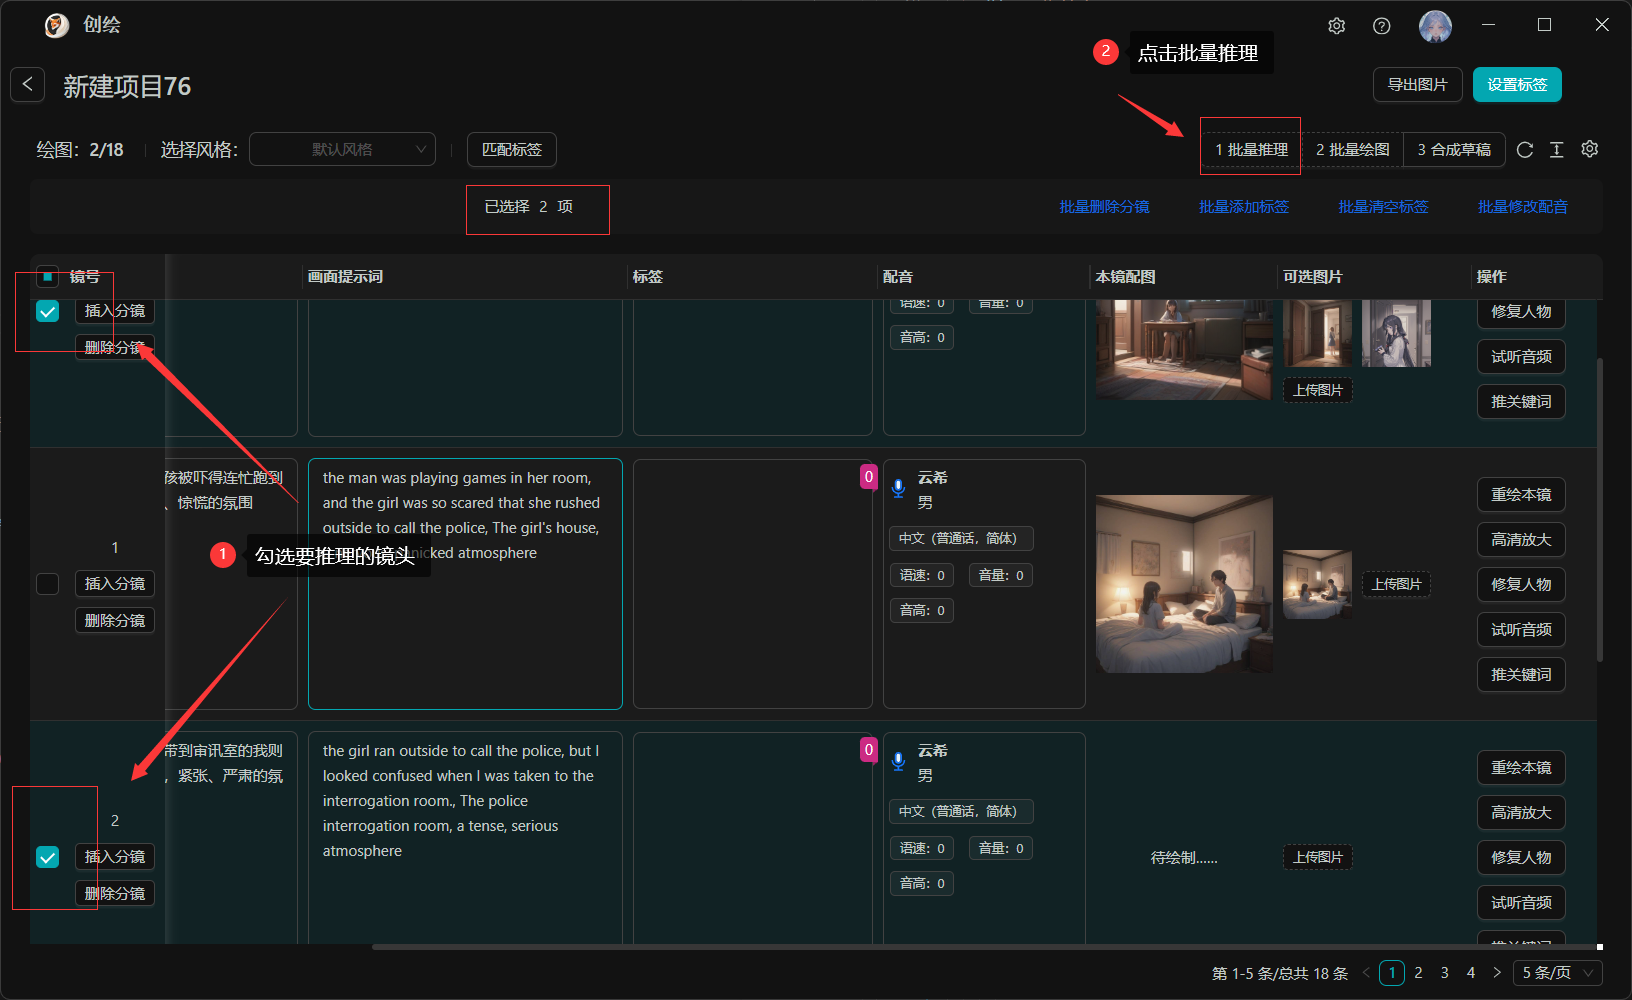 创绘
2 点击批量推理
新建项目76
导出图片
设置标签
绘图：2/18
选择风格：
默认风格
匹配标签
1 批量推理
2 批量绘图
3 合成草稿
已选择 2 项
批量删除分镜
批量添加标签
批量清空标签
批量修改配音
镜号
画面提示词
标签
配音
本镜配图
可选图片
操作
插入分镜
删除分镜
语速：0
音量：0
音高：0
上传图片
修复人物
试听音频
推关键词
孩被吓得连忙跑到
、惊慌的氛围
1
插入分镜
删除分镜
the man was playing games in her room,
and the girl was so scared that she rushed
outside to call the police, The girl's house,
nicked atmosphere
1 勾选要推理的镜头
0
云希
男
中文（普通话，简体）
语速：0
音量：0
音高：0
上传图片
重绘本镜
高清放大
修复人物
试听音频
推关键词
带到审讯室的我则
，紧张、严肃的氛
2
插入分镜
删除分镜
the girl ran outside to call the police, but I
looked confused when I was taken to the
interrogation room., The police
interrogation room, a tense, serious
atmosphere
0
云希
男
中文（普通话，简体）
语速：0
音量：0
音高：0
待绘制......
上传图片
重绘本镜
高清放大
修复人物
试听音频
推关键词
第 1-5 条/总共 18 条
1
2
3
4
5 条/页